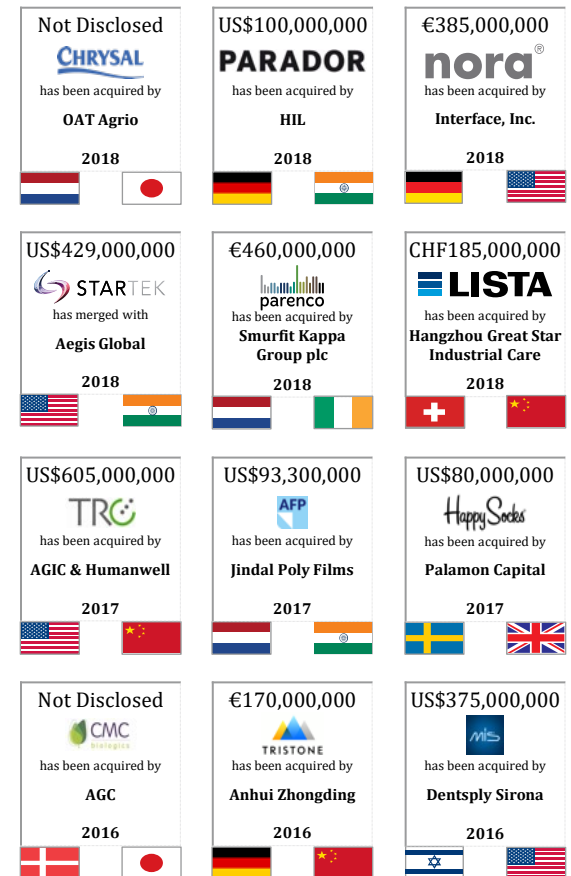 Not Disclosed
CHRYSAL
has been acquired by
OAT Agrio
2018
US$100,000,000
PARADOR
has been acquired by
HIL
2018
€385,000,000
nora®
has been acquired by
Interface, Inc.
2018
US$429,000,000
STARTEK
has merged with
Aegis Global
2018
€460,000,000
parenco
has been acquired by
Smurfit Kappa
Group plc
2018
CHF185,000,000
LISTA
has been acquired by
Hangzhou Great Star
Industrial Care
2018
US$605,000,000
TRC
has been acquired by
AGIC & Humanwell
2017
US$93,300,000
AFP
has been acquired by
Jindal Poly Films
2017
US$80,000,000
Happy Socks
has been acquired by
Palamon Capital
2017
Not Disclosed
CMC
biologics
has been acquired by
AGC
2016
€170,000,000
TRISTONE
has been acquired by
Anhui Zhongding
2016
US$375,000,000
MIS
has been acquired by
Dentsply Sirona
2016